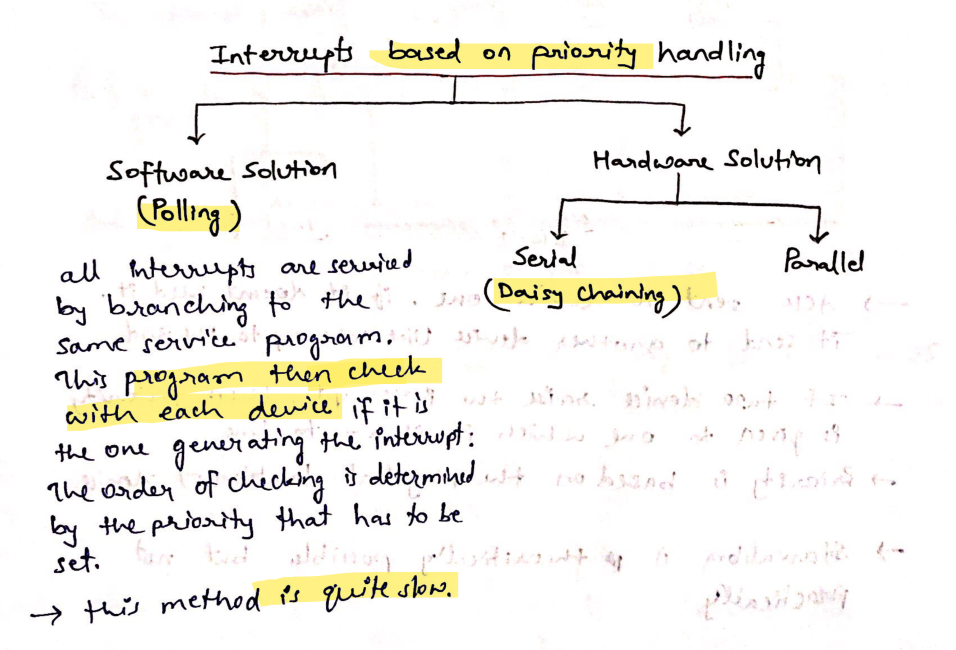 Interrupts based on priority handling
Software Solution
(Polling)
Hardware Solution
Serial
(Daisy Chaining)
Parallel
all Interrupts are serviced
by branching to the
same service program.
This program then check
with each device if it is
the one generating the interrupt:
The order of checking is determined
by the priority that has to be
set.
→ this method is quite slow.